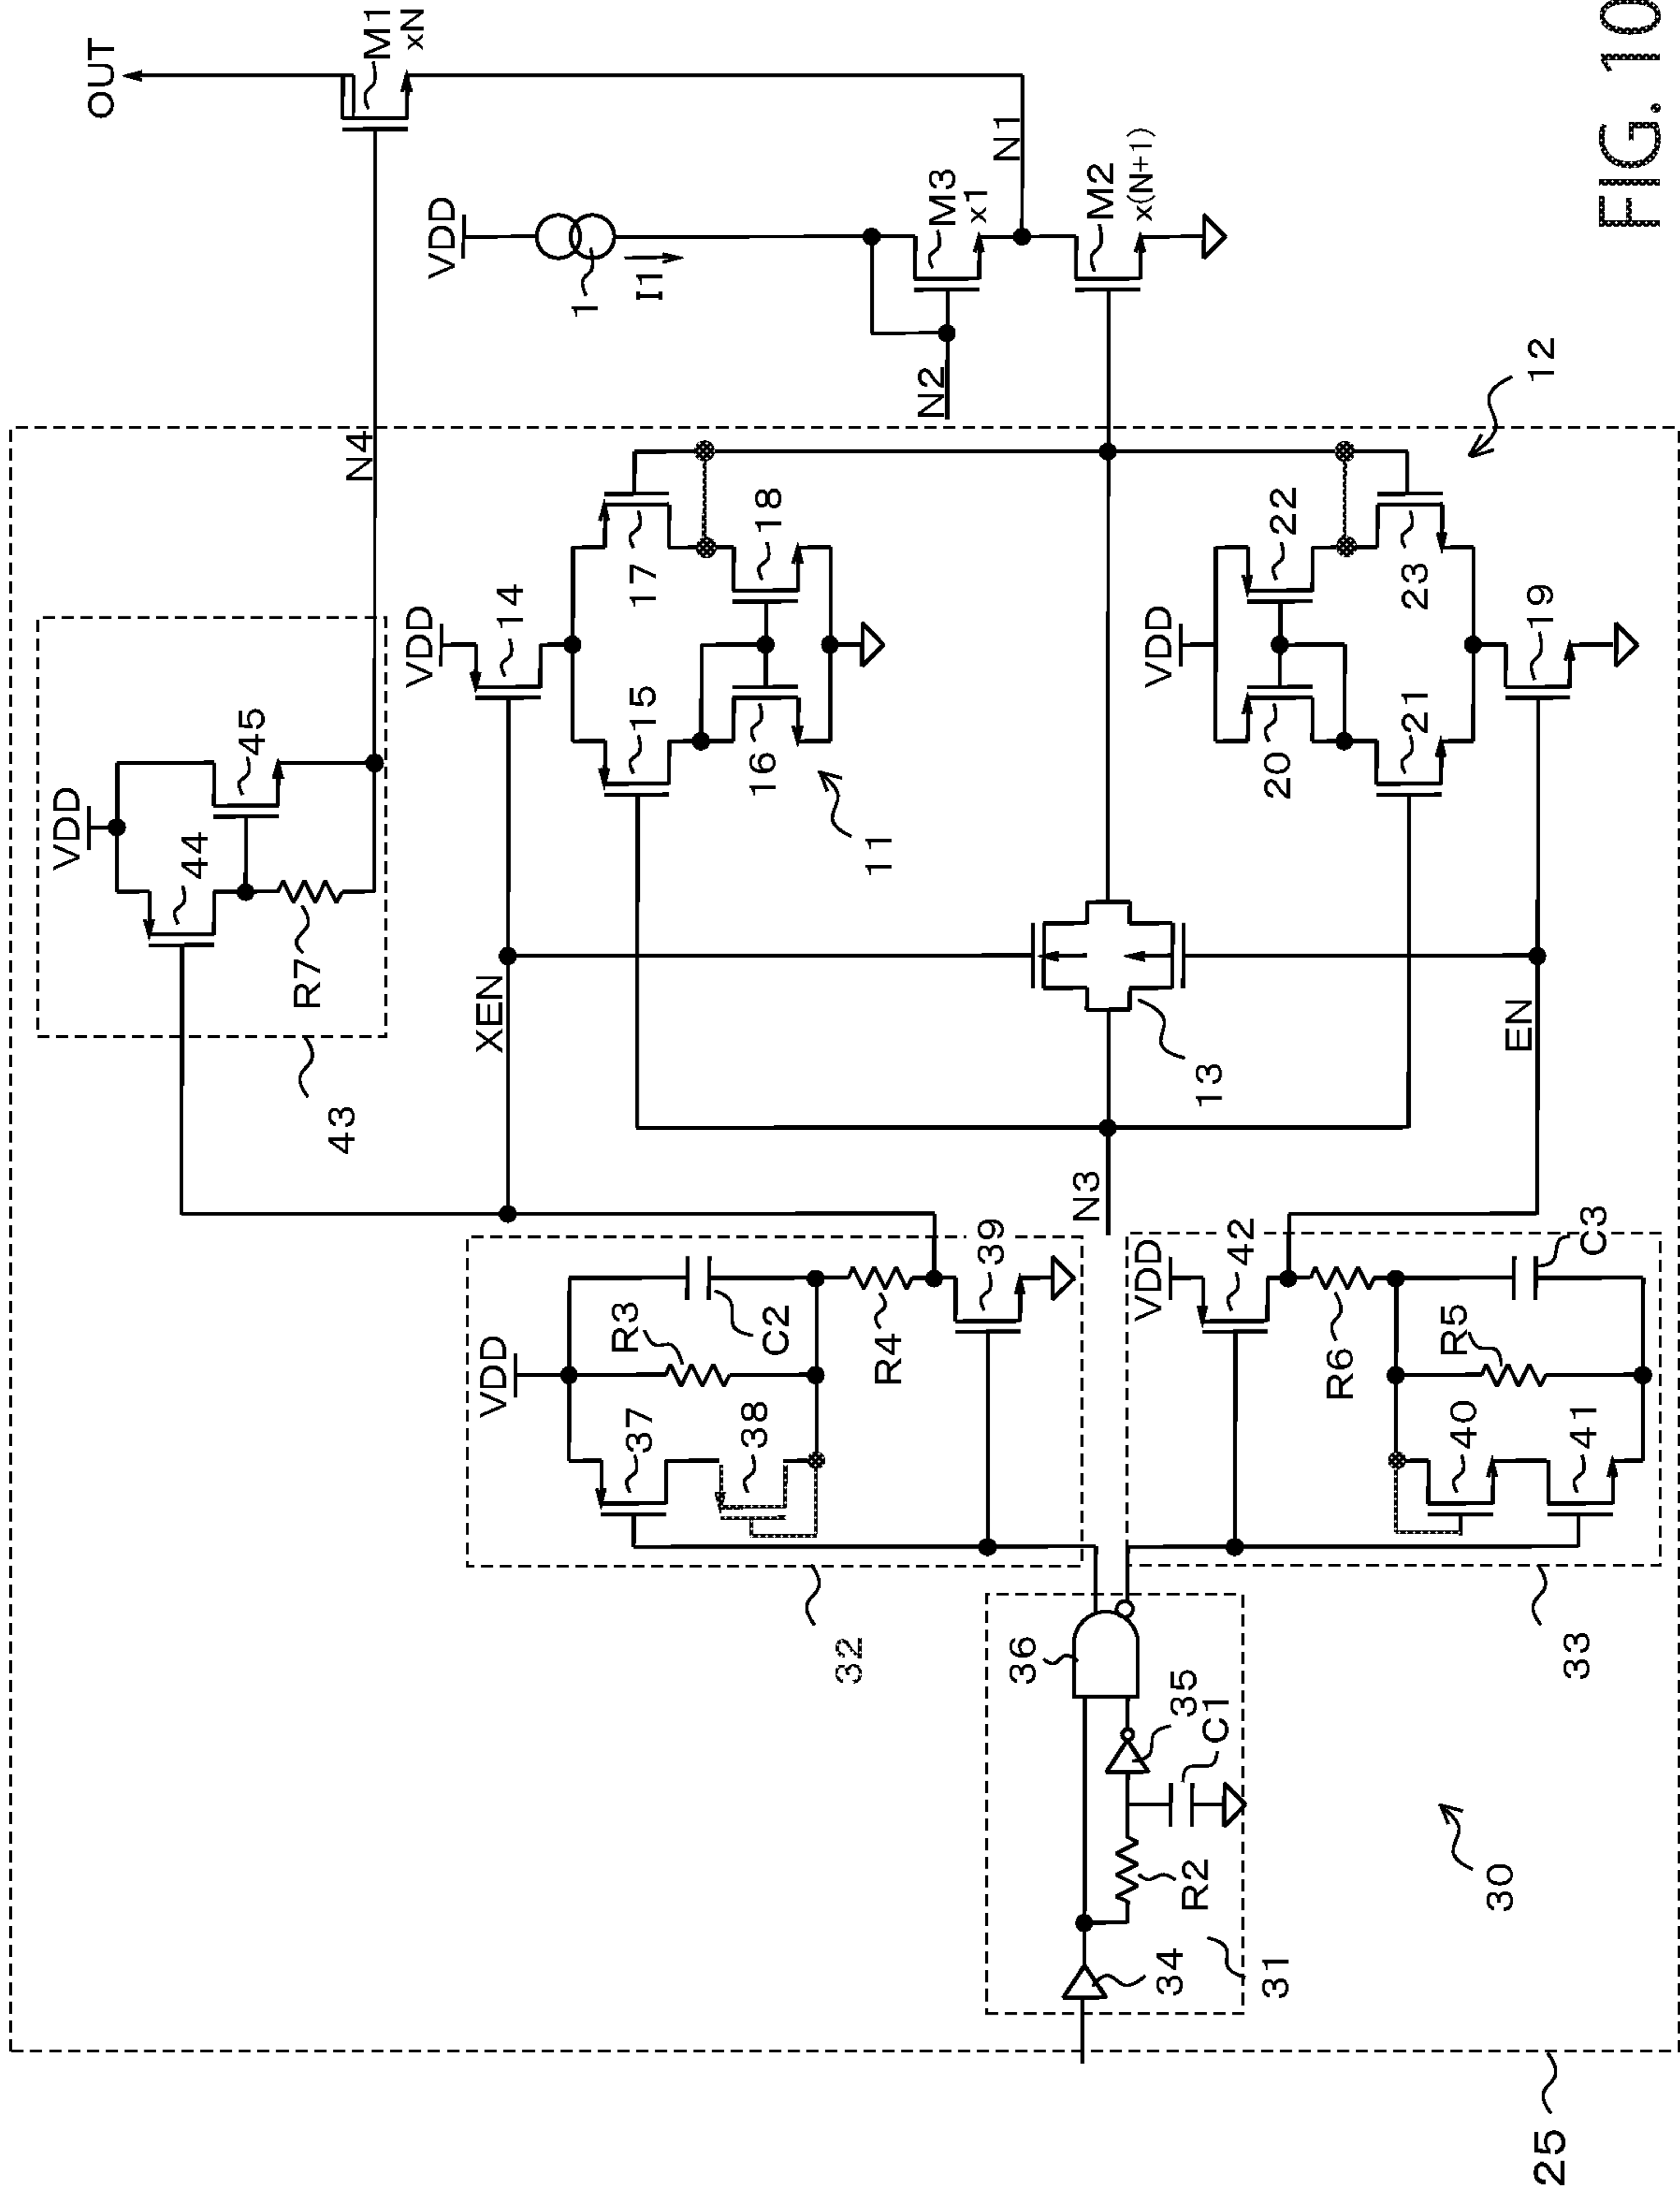 OUT
M1
xN
VDD
44
45
R7
43
N4
VDD
1
I1
M3
x1
N2
N1
M2
x(N+1)
XEN
VDD
14
15
17
16
18
11
VDD
R3
37
38
C2
R4
39
32
13
N3
VDD
20
22
21
23
19
12
EN
VDD
42
R6
R5
40
41
C3
33
34
R2
35
C1
36
31
30
25
FIG. 10